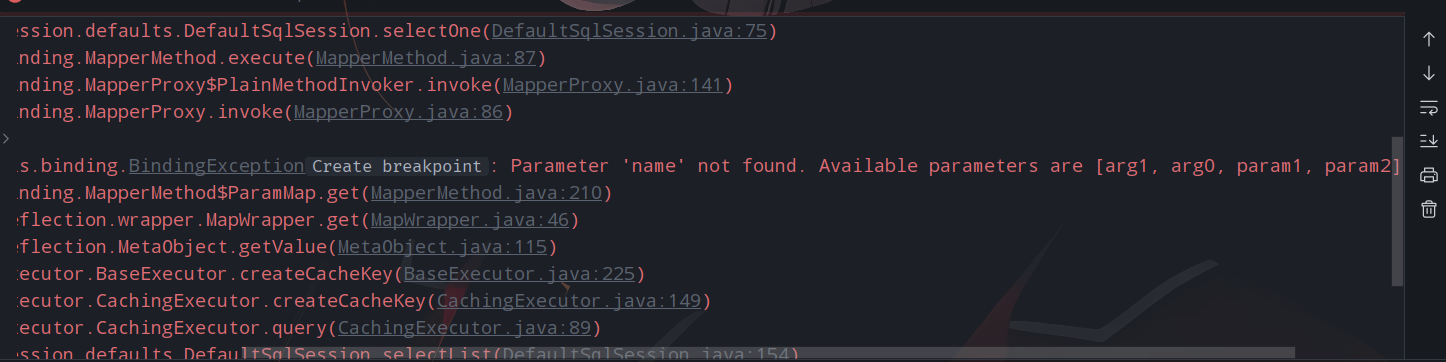 ssion.defaults.DefaultSqlSession.selectOne(DefaultSqlSession.java:75)
nding.MapperMethod.execute(MapperMethod.java:87)
nding.MapperProxy$PlainMethodInvoker.invoke(MapperProxy.java:141)
nding.MapperProxy.invoke(MapperProxy.java:86)
s.binding.BindingException Create breakpoint : Parameter 'name' not found. Available parameters are [arg1, arg0, param1, param2]
nding.MapperMethod$ParamMap.get(MapperMethod.java:210)
eflection.wrapper.MapWrapper.get(MapWrapper.java:46)
eflection.MetaObject.getValue(MetaObject.java:115)
ecutor.BaseExecutor.createCacheKey(BaseExecutor.java:225)
ecutor.CachingExecutor.createCacheKey(CachingExecutor.java:149)
ecutor.CachingExecutor.query(CachingExecutor.java:89)
ession.defaults.DefaultSqlSession.selectList(DefaultSqlSession.java:154)